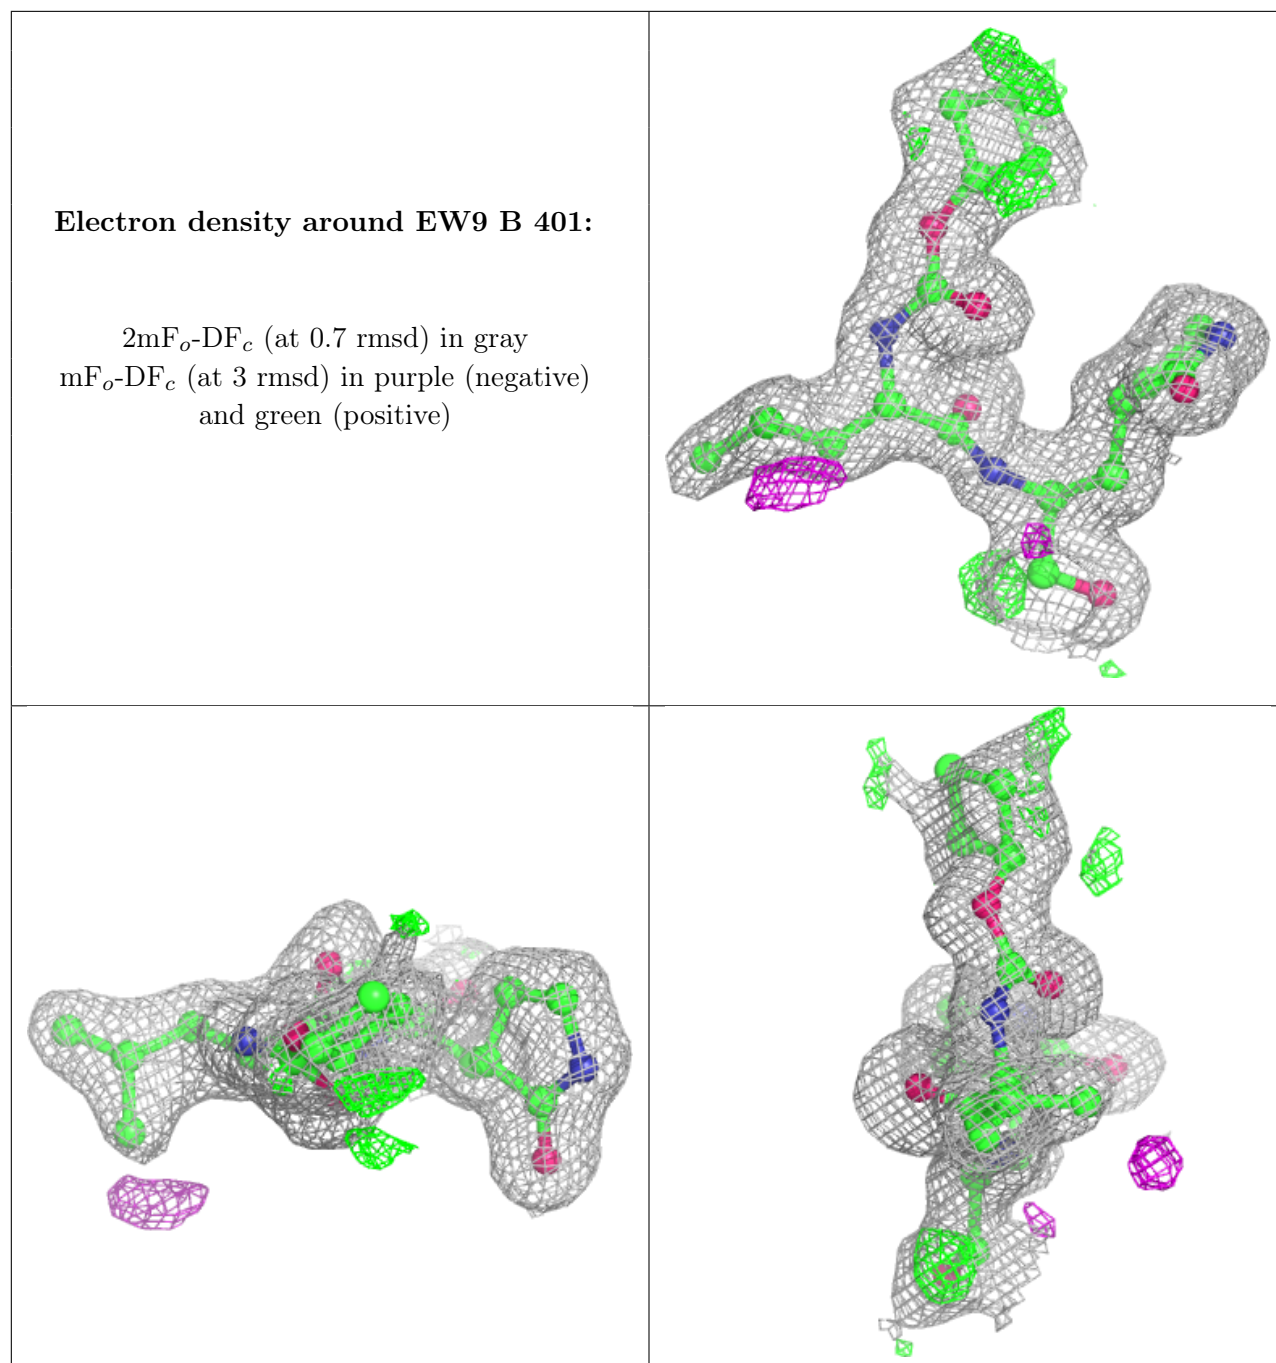 Electron density around EW9 B 401:
2mFo-DFc (at 0.7 rmsd) in gray
mFo-DFc (at 3 rmsd) in purple (negative)
and green (positive)